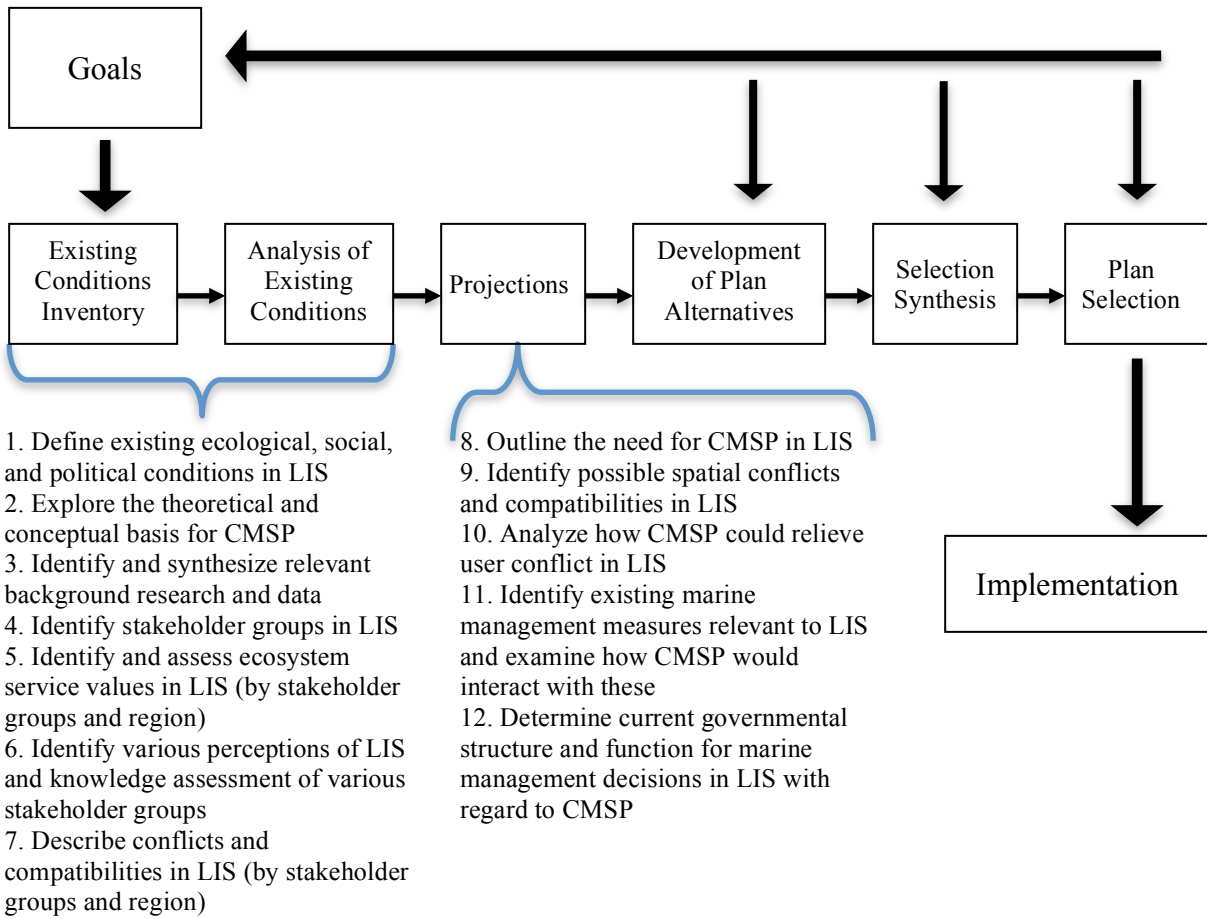 Goals
Existing
Conditions
Inventory
Analysis of
Existing
Conditions
Projections
Development
of Plan
Alternatives
Selection
Synthesis
Plan
Selection
1. Define existing ecological, social,
and political conditions in LIS
2. Explore the theoretical and
conceptual basis for CMSP
3. Identify and synthesize relevant
background research and data
4. Identify stakeholder groups in LIS
5. Identify and assess ecosystem
service values in LIS (by stakeholder
groups and region)
6. Identify various perceptions of LIS
and knowledge assessment of various
stakeholder groups
7. Describe conflicts and
compatibilities in LIS (by stakeholder
groups and region)
8. Outline the need for CMSP in LIS
9. Identify possible spatial conflicts
and compatibilities in LIS
10. Analyze how CMSP could relieve
user conflict in LIS
11. Identify existing marine
management measures relevant to LIS
and examine how CMSP would
interact with these
12. Determine current governmental
structure and function for marine
management decisions in LIS with
regard to CMSP
Implementation